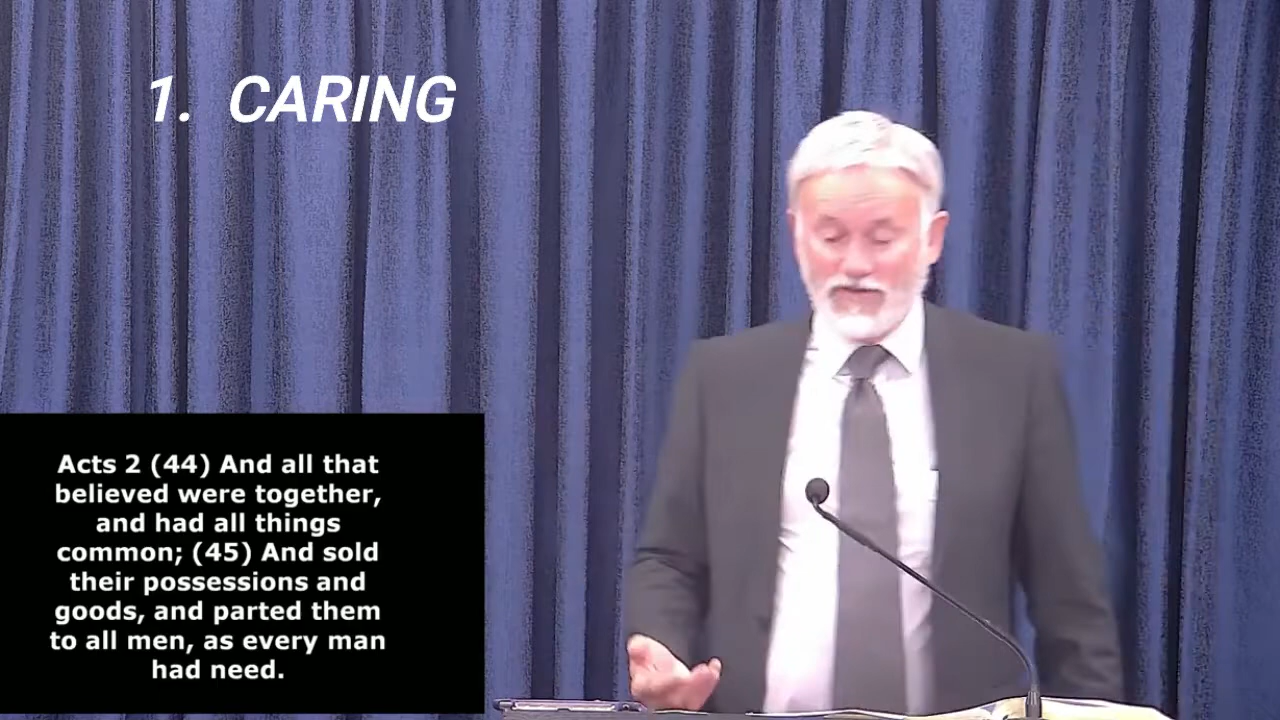 1. CARING
Acts 2 (44) And all that
believed were together,
and had all things
common; (45) And sold
their possessions and
goods, and parted them
to all men, as every man
had need.